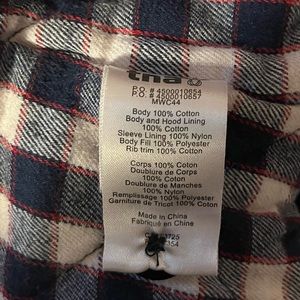 tna
P.O. # 4500010654
P.O. # 4500010657
MWC44
Body 100% Cotton
Body and Hood Lining
100% Cotton
Sleeve Lining 100% Nylon
Body Fill 100% Polyester
Rib trim 100% Cotton
Corps 100% Coton
Doublure de Corps
100% Coton
Doublure de Manches
100% Nylon
Remplissage 100% Polyester
Garniture de Tricot 100% Coton
Made in China
Fabriqué en China